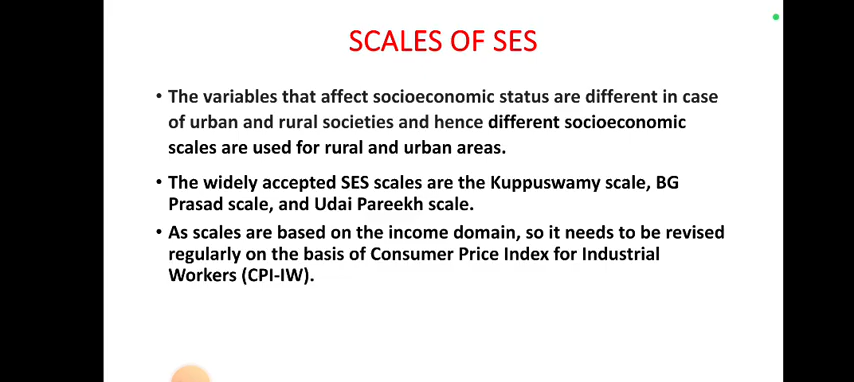 SCALES OF SES
• The variables that affect socioeconomic status are different in case
of urban and rural societies and hence different socioeconomic
scales are used for rural and urban areas.
• The widely accepted SES scales are the Kuppuswamy scale, BG
Prasad scale, and Udai Pareekh scale.
• As scales are based on the income domain, so it needs to be revised
regularly on the basis of Consumer Price Index for Industrial
Workers (CPI-IW).